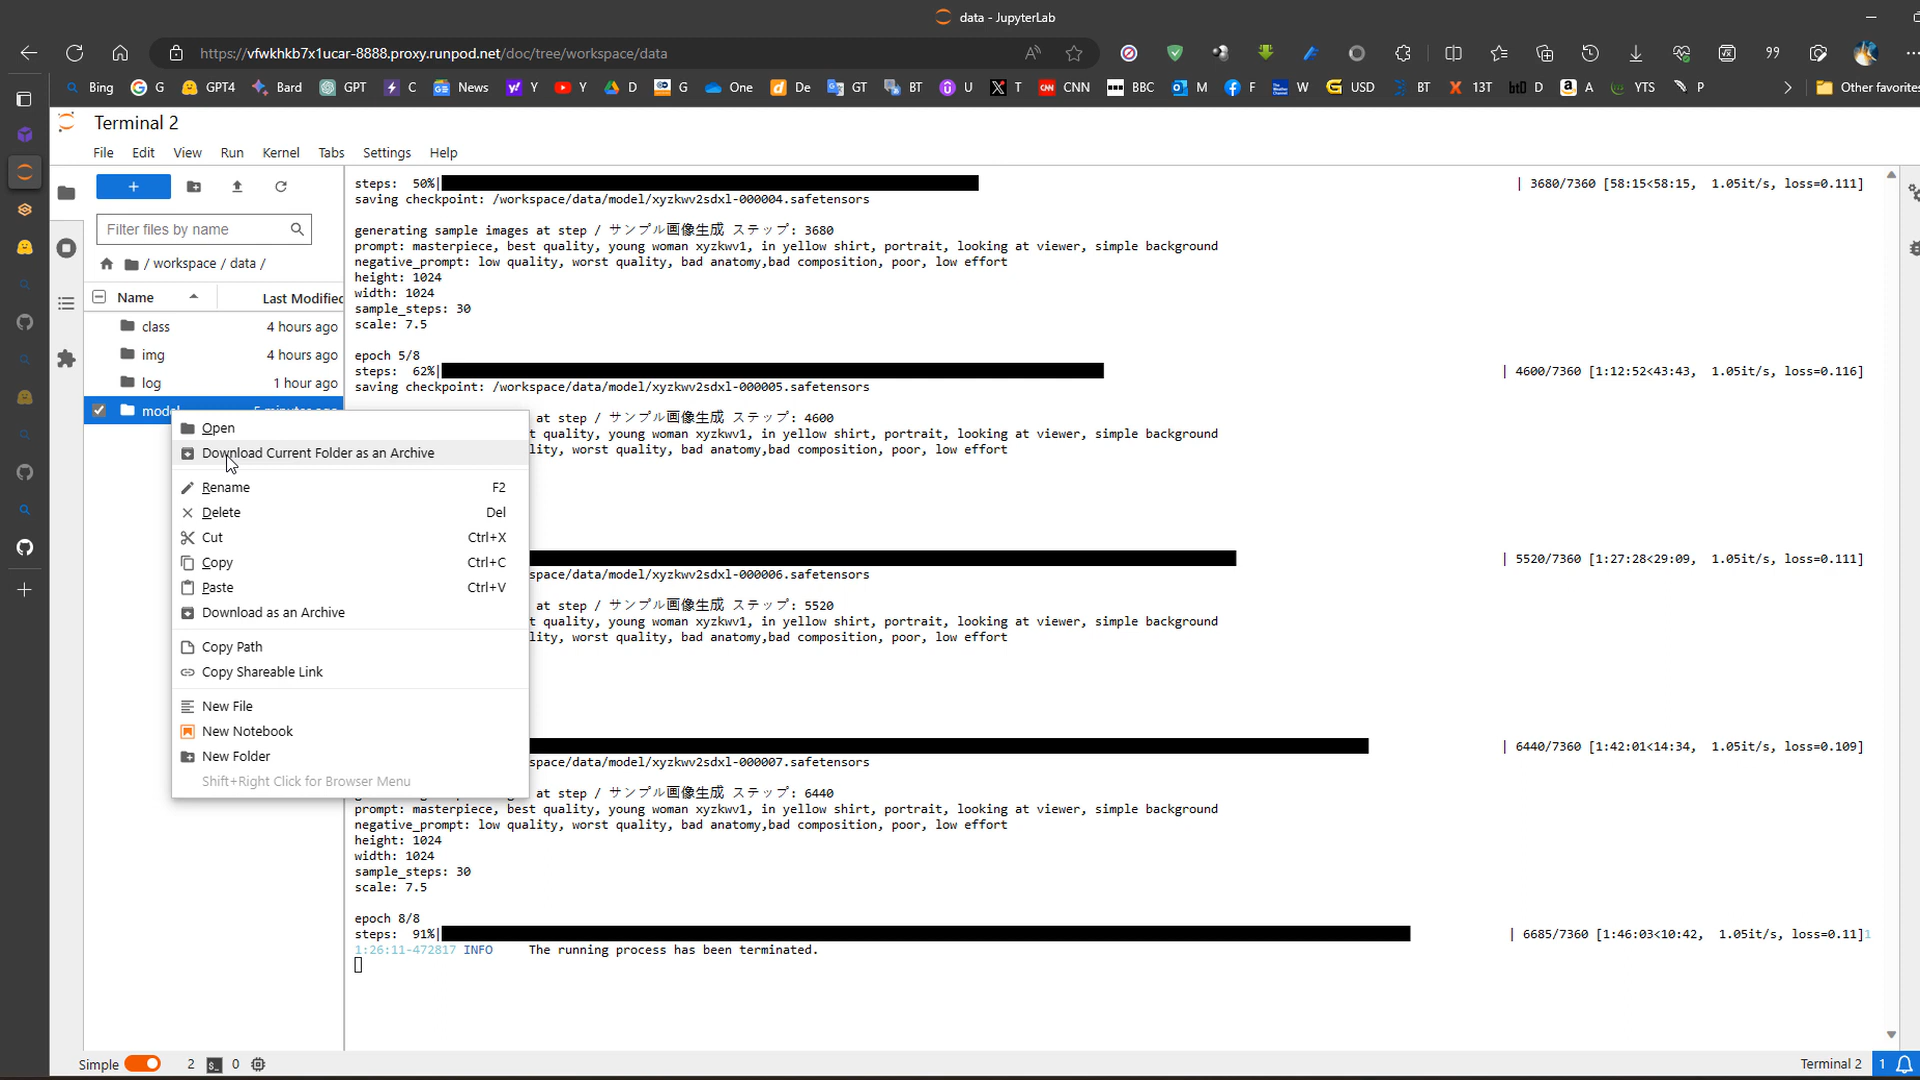 data - JupyterLab
https://vfwkhkb7x1ucar-8888.proxy.runpod.net/doc/tree/workspace/data
Bing G GPT4 Bard GPT C News Y Y D G One De GT BT U T CNN BBC M F W USD BT 13T D A YTS P Other favorites
Terminal 2
File Edit View Run Kernel Tabs Settings Help
Filter files by name
/ workspace / data /
Name Last Modified
class 4 hours ago
img 4 hours ago
log 1 hour ago
model 5 minutes ago
Open
Download Current Folder as an Archive
Rename F2
Delete Del
Cut Ctrl+X
Copy Ctrl+C
Paste Ctrl+V
Download as an Archive
Copy Path
Copy Shareable Link
New File
New Notebook
New Folder
Shift+Right Click for Browser Menu
steps: 50%| | 3680/7360 [58:15<58:15, 1.05it/s, loss=0.111]
saving checkpoint: /workspace/data/model/xyzkwv2sdxl-000004.safetensors
generating sample images at step / サンプル画像生成 ステップ: 3680
prompt: masterpiece, best quality, young woman xyzkwv1, in yellow shirt, portrait, looking at viewer, simple background
negative_prompt: low quality, worst quality, bad anatomy,bad composition, poor, low effort
height: 1024
width: 1024
sample_steps: 30
scale: 7.5
epoch 5/8
steps: 62%| | 4600/7360 [1:12:52<43:43, 1.05it/s, loss=0.116]
saving checkpoint: /workspace/data/model/xyzkwv2sdxl-000005.safetensors
at step / サンプル画像生成 ステップ: 4600
t quality, young woman xyzkwv1, in yellow shirt, portrait, looking at viewer, simple background
lity, worst quality, bad anatomy,bad composition, poor, low effort
| 5520/7360 [1:27:28<29:09, 1.05it/s, loss=0.111]
space/data/model/xyzkwv2sdxl-000006.safetensors
at step / サンプル画像生成 ステップ: 5520
t quality, young woman xyzkwv1, in yellow shirt, portrait, looking at viewer, simple background
lity, worst quality, bad anatomy,bad composition, poor, low effort
| 6440/7360 [1:42:01<14:34, 1.05it/s, loss=0.109]
space/data/model/xyzkwv2sdxl-000007.safetensors
at step / サンプル画像生成 ステップ: 6440
prompt: masterpiece, best quality, young woman xyzkwv1, in yellow shirt, portrait, looking at viewer, simple background
negative_prompt: low quality, worst quality, bad anatomy,bad composition, poor, low effort
height: 1024
width: 1024
sample_steps: 30
scale: 7.5
epoch 8/8
steps: 91%| | 6685/7360 [1:46:03<10:42, 1.05it/s, loss=0.11]1
1:26:11-472817 INFO The running process has been terminated.
Simple 2 0 Terminal 2 1